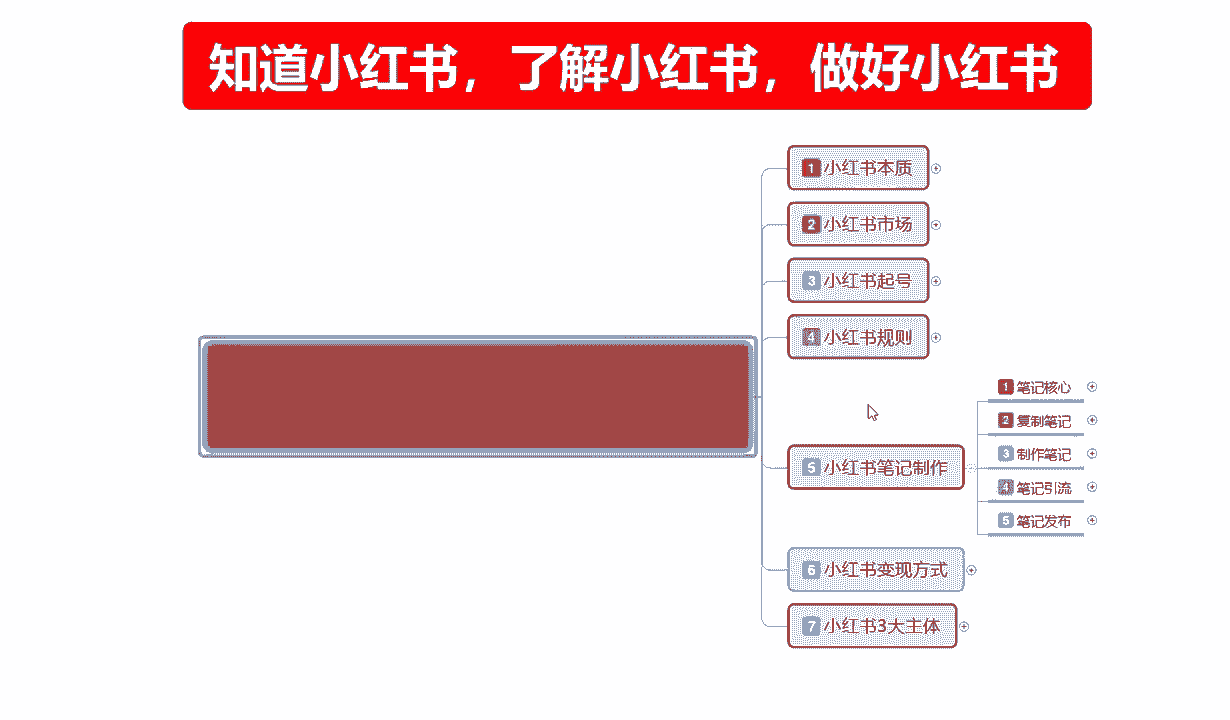 知道小红书，了解小红书，做好小红书
1 小红书本质
2 小红书市场
3 小红书起号
4 小红书规则
5 小红书笔记制作
1 笔记核心
2 复制笔记
3 制作笔记
4 笔记引流
5 笔记发布
6 小红书变现方式
7 小红书3大主体